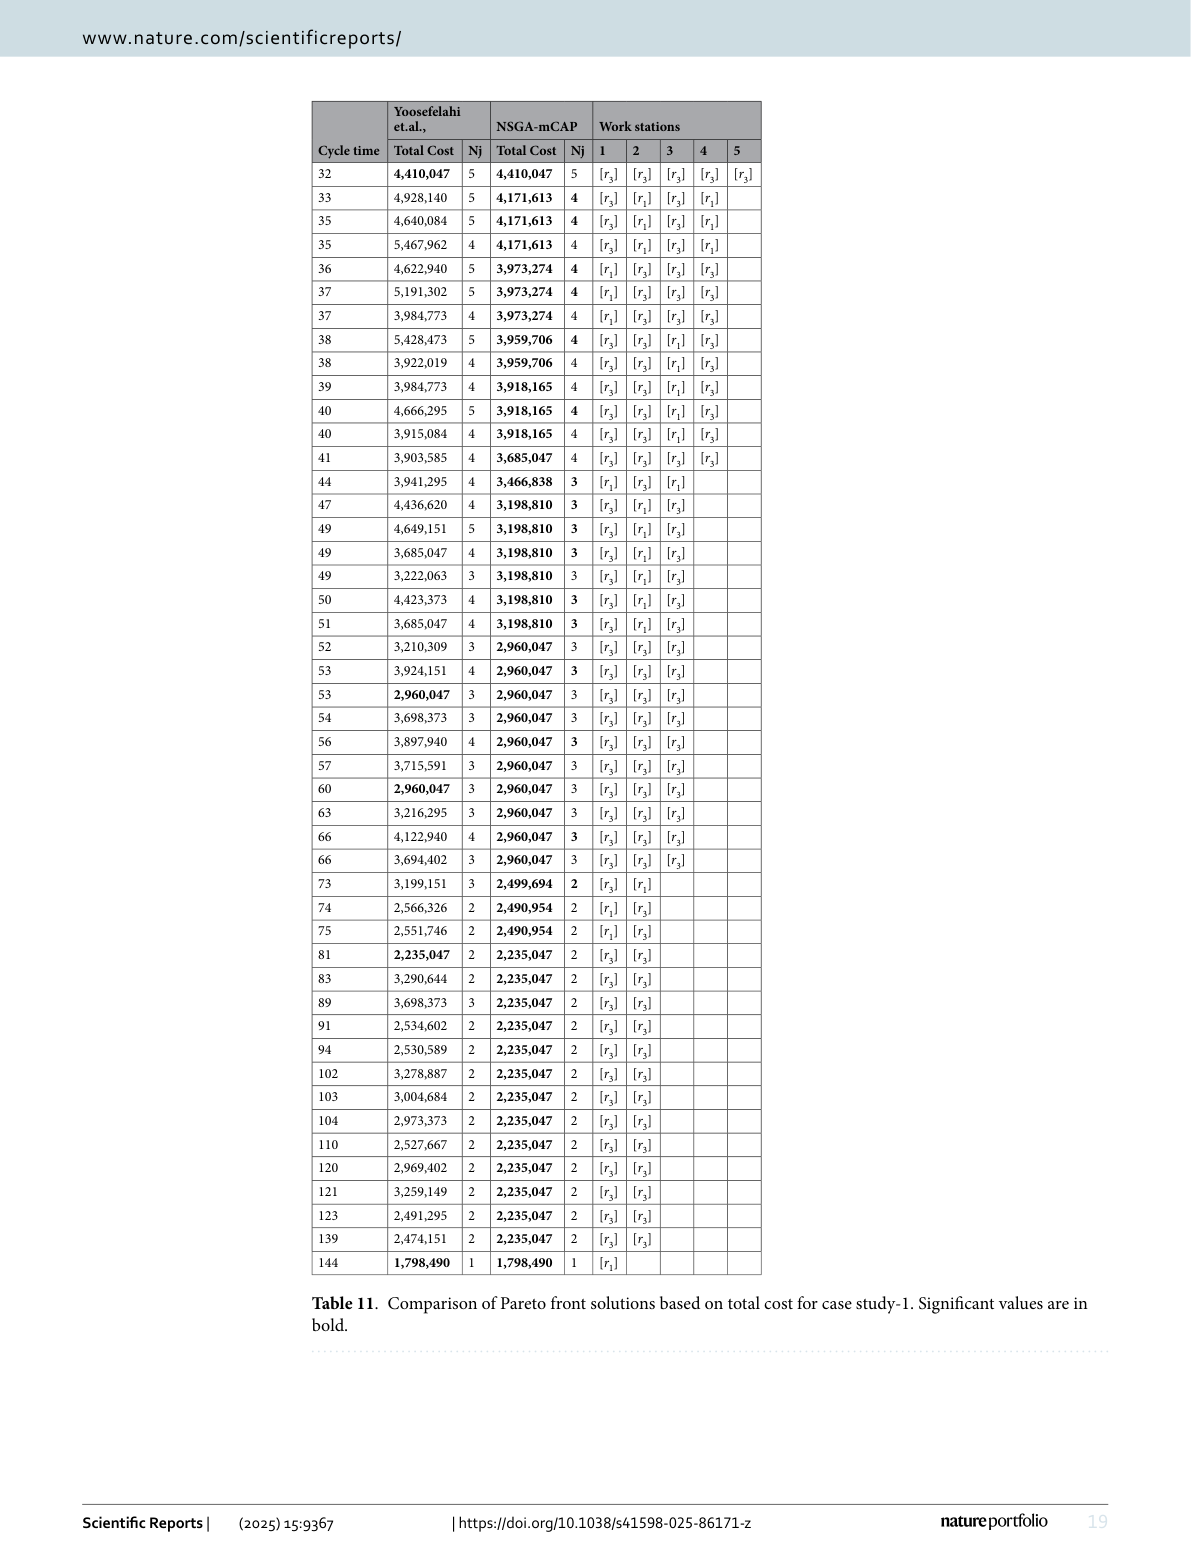 www.nature.com/scientificreports/
Yoosefelahi
et.al., NSGA-mCAP Work stations
Cycle time Total Cost Nj Total Cost Nj 1 2 3 4 5
32 4,410,047 5 4,410,047 5 [r3] [r3] [r3] [r3] [r3]
33 4,928,140 5 4,171,613 4 [r3] [r1] [r3] [r1]
35 4,640,084 5 4,171,613 4 [r3] [r1] [r3] [r1]
35 5,467,962 4 4,171,613 4 [r3] [r1] [r3] [r1]
36 4,622,940 5 3,973,274 4 [r1] [r3] [r3] [r3]
37 5,191,302 5 3,973,274 4 [r1] [r3] [r3] [r3]
37 3,984,773 4 3,973,274 4 [r1] [r3] [r3] [r3]
38 5,428,473 5 3,959,706 4 [r3] [r3] [r1] [r3]
38 3,922,019 4 3,959,706 4 [r3] [r3] [r1] [r3]
39 3,984,773 4 3,918,165 4 [r3] [r3] [r1] [r3]
40 4,666,295 5 3,918,165 4 [r3] [r3] [r1] [r3]
40 3,915,084 4 3,918,165 4 [r3] [r3] [r1] [r3]
41 3,903,585 4 3,685,047 4 [r3] [r3] [r3] [r3]
44 3,941,295 4 3,466,838 3 [r1] [r3] [r1]
47 4,436,620 4 3,198,810 3 [r3] [r1] [r3]
49 4,649,151 5 3,198,810 3 [r3] [r1] [r3]
49 3,685,047 4 3,198,810 3 [r3] [r1] [r3]
49 3,222,063 3 3,198,810 3 [r3] [r1] [r3]
50 4,423,373 4 3,198,810 3 [r3] [r1] [r3]
51 3,685,047 4 3,198,810 3 [r3] [r1] [r3]
52 3,210,309 3 2,960,047 3 [r3] [r3] [r3]
53 3,924,151 4 2,960,047 3 [r3] [r3] [r3]
53 2,960,047 3 2,960,047 3 [r3] [r3] [r3]
54 3,698,373 3 2,960,047 3 [r3] [r3] [r3]
56 3,897,940 4 2,960,047 3 [r3] [r3] [r3]
57 3,715,591 3 2,960,047 3 [r3] [r3] [r3]
60 2,960,047 3 2,960,047 3 [r3] [r3] [r3]
63 3,216,295 3 2,960,047 3 [r3] [r3] [r3]
66 4,122,940 4 2,960,047 3 [r3] [r3] [r3]
66 3,694,402 3 2,960,047 3 [r3] [r3] [r3]
73 3,199,151 3 2,499,694 2 [r3] [r1]
74 2,566,326 2 2,490,954 2 [r1] [r3]
75 2,551,746 2 2,490,954 2 [r1] [r3]
81 2,235,047 2 2,235,047 2 [r3] [r3]
83 3,290,644 2 2,235,047 2 [r3] [r3]
89 3,698,373 3 2,235,047 2 [r3] [r3]
91 2,534,602 2 2,235,047 2 [r3] [r3]
94 2,530,589 2 2,235,047 2 [r3] [r3]
102 3,278,887 2 2,235,047 2 [r3] [r3]
103 3,004,684 2 2,235,047 2 [r3] [r3]
104 2,973,373 2 2,235,047 2 [r3] [r3]
110 2,527,667 2 2,235,047 2 [r3] [r3]
120 2,969,402 2 2,235,047 2 [r3] [r3]
121 3,259,149 2 2,235,047 2 [r3] [r3]
123 2,491,295 2 2,235,047 2 [r3] [r3]
139 2,474,151 2 2,235,047 2 [r3] [r3]
144 1,798,490 1 1,798,490 1 [r1]
Table 11. Comparison of Pareto front solutions based on total cost for case study-1. Significant values are in
bold.
Scientific Reports | (2025) 15:9367 | https://doi.org/10.1038/s41598-025-86171-z natureportfolio 19